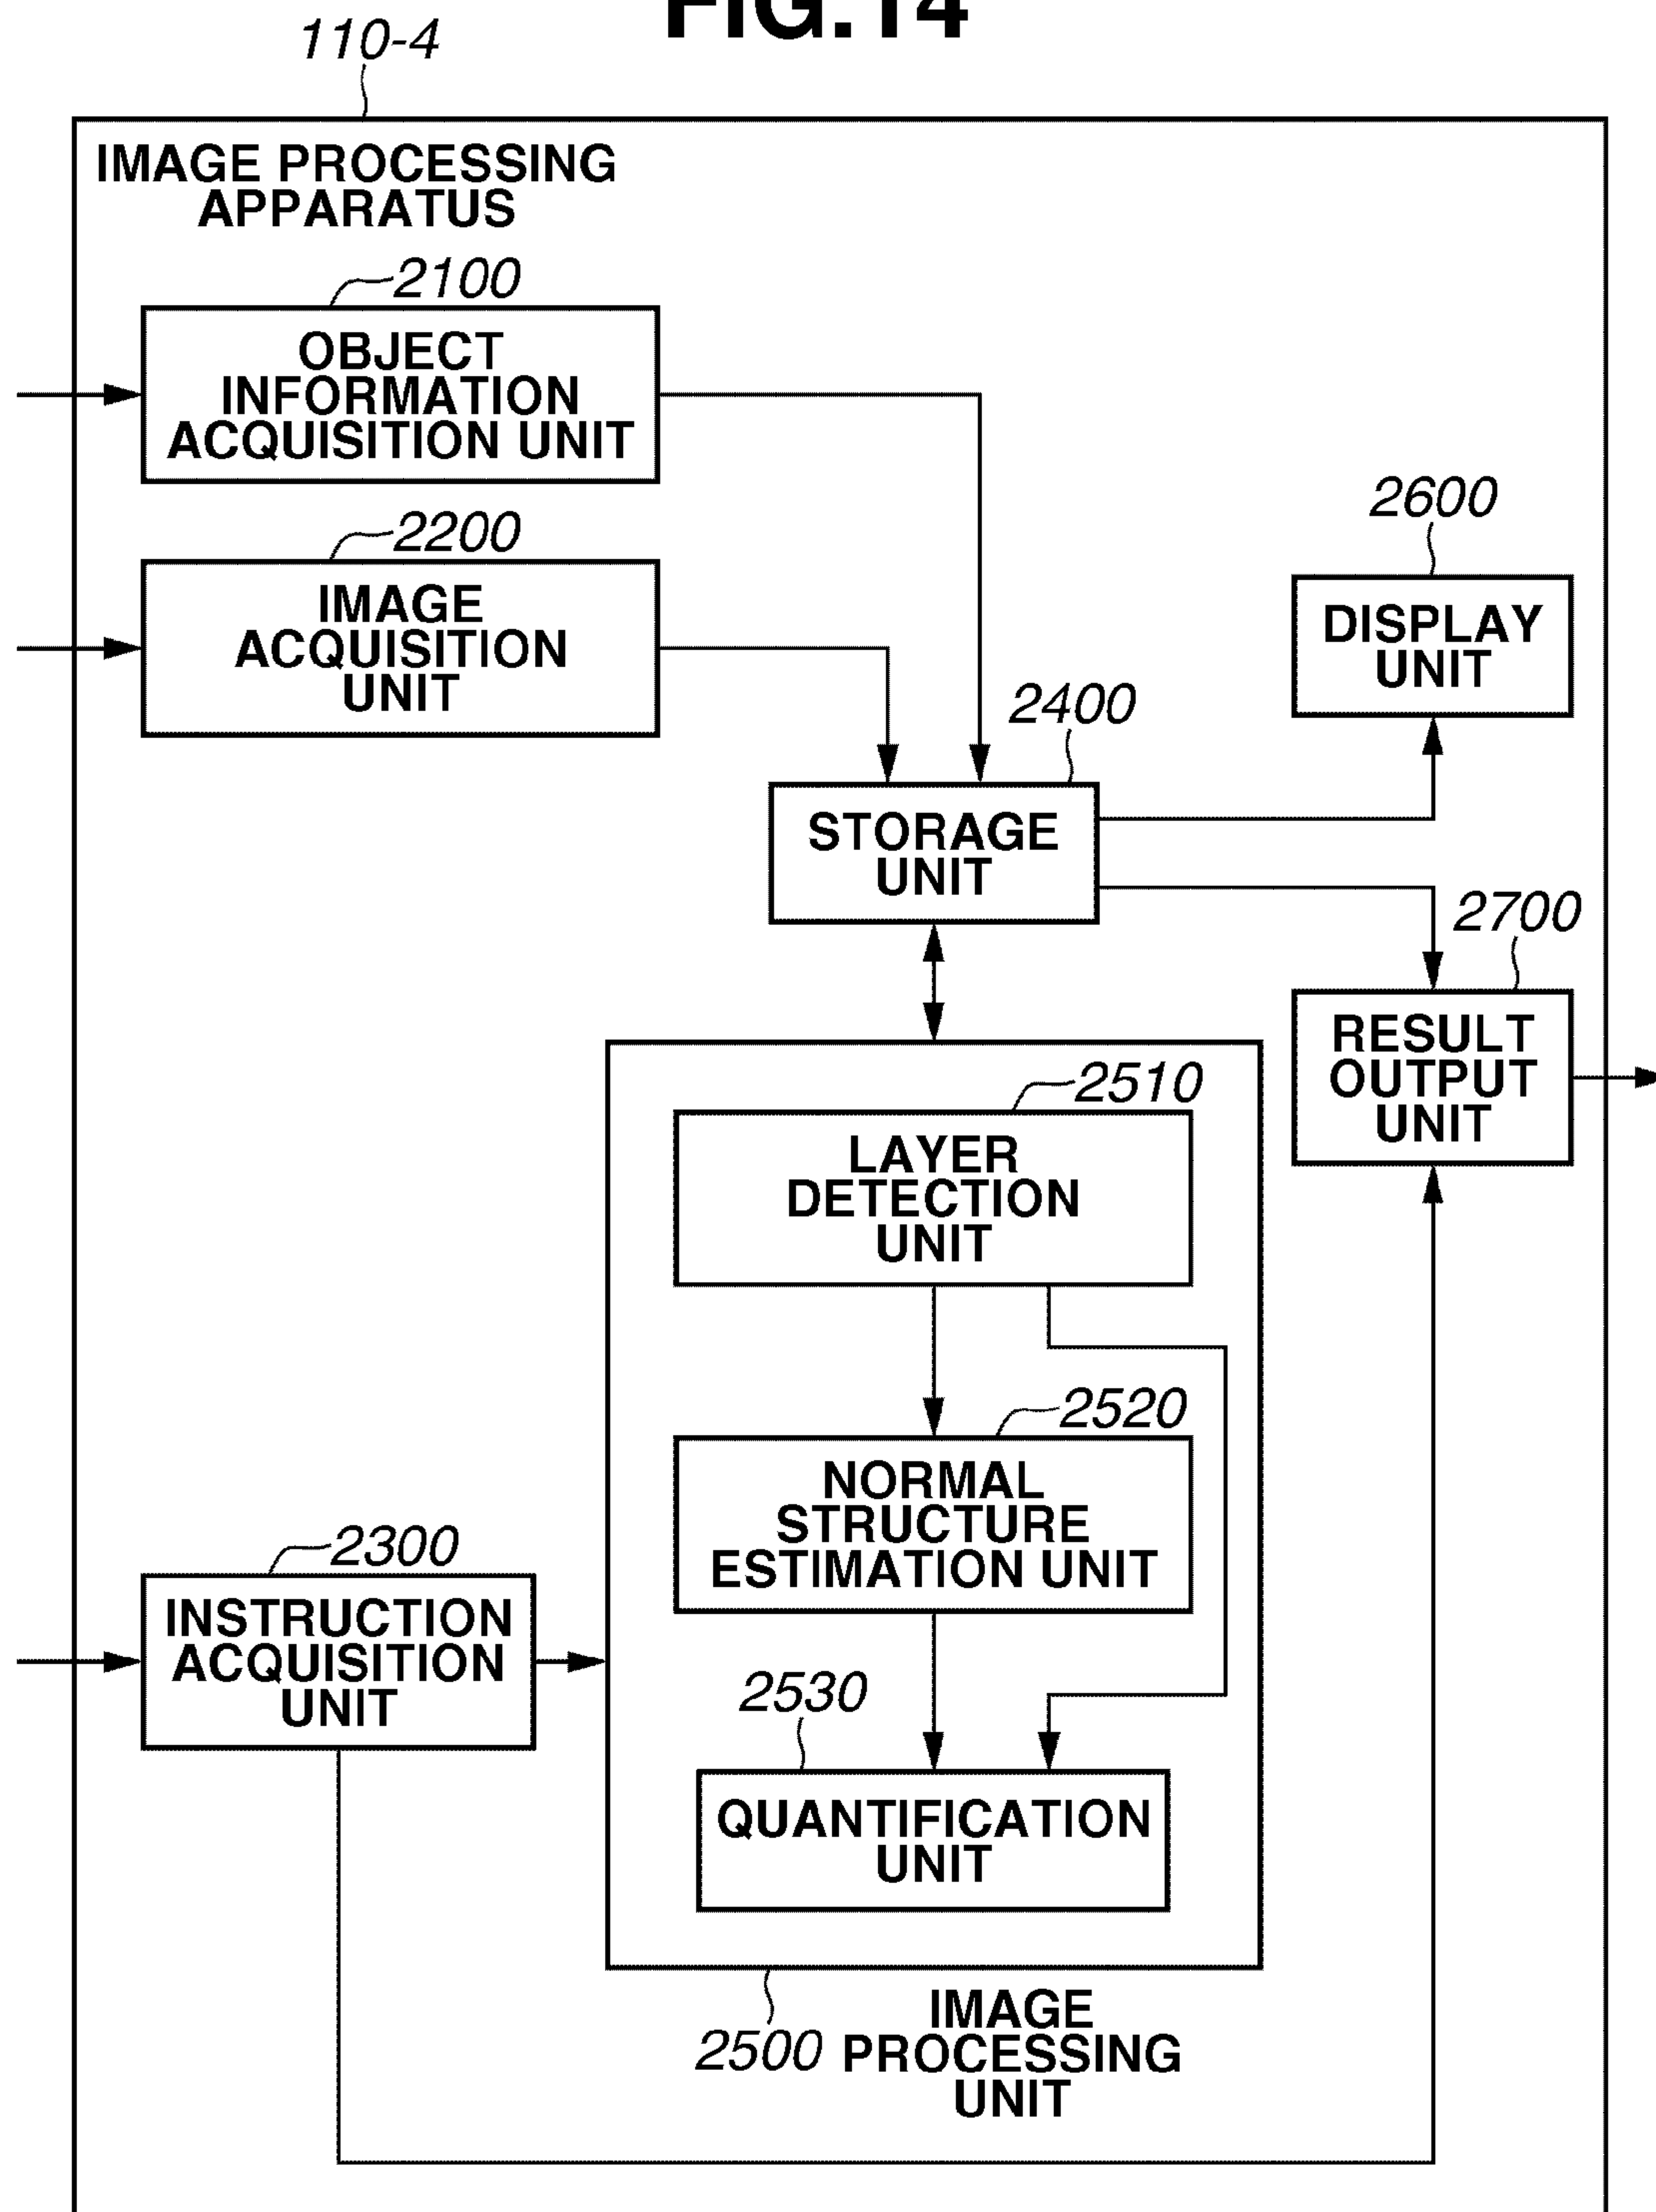 FIG.14
110-4
IMAGE PROCESSING
APPARATUS
2100
OBJECT
INFORMATION
ACQUISITION UNIT
2200
IMAGE
ACQUISITION
UNIT
2600
DISPLAY
UNIT
2400
STORAGE
UNIT
2700
RESULT
OUTPUT
UNIT
2510
LAYER
DETECTION
UNIT
2520
NORMAL
STRUCTURE
ESTIMATION UNIT
2300
INSTRUCTION
ACQUISITION
UNIT
2530
QUANTIFICATION
UNIT
2500
IMAGE
PROCESSING
UNIT